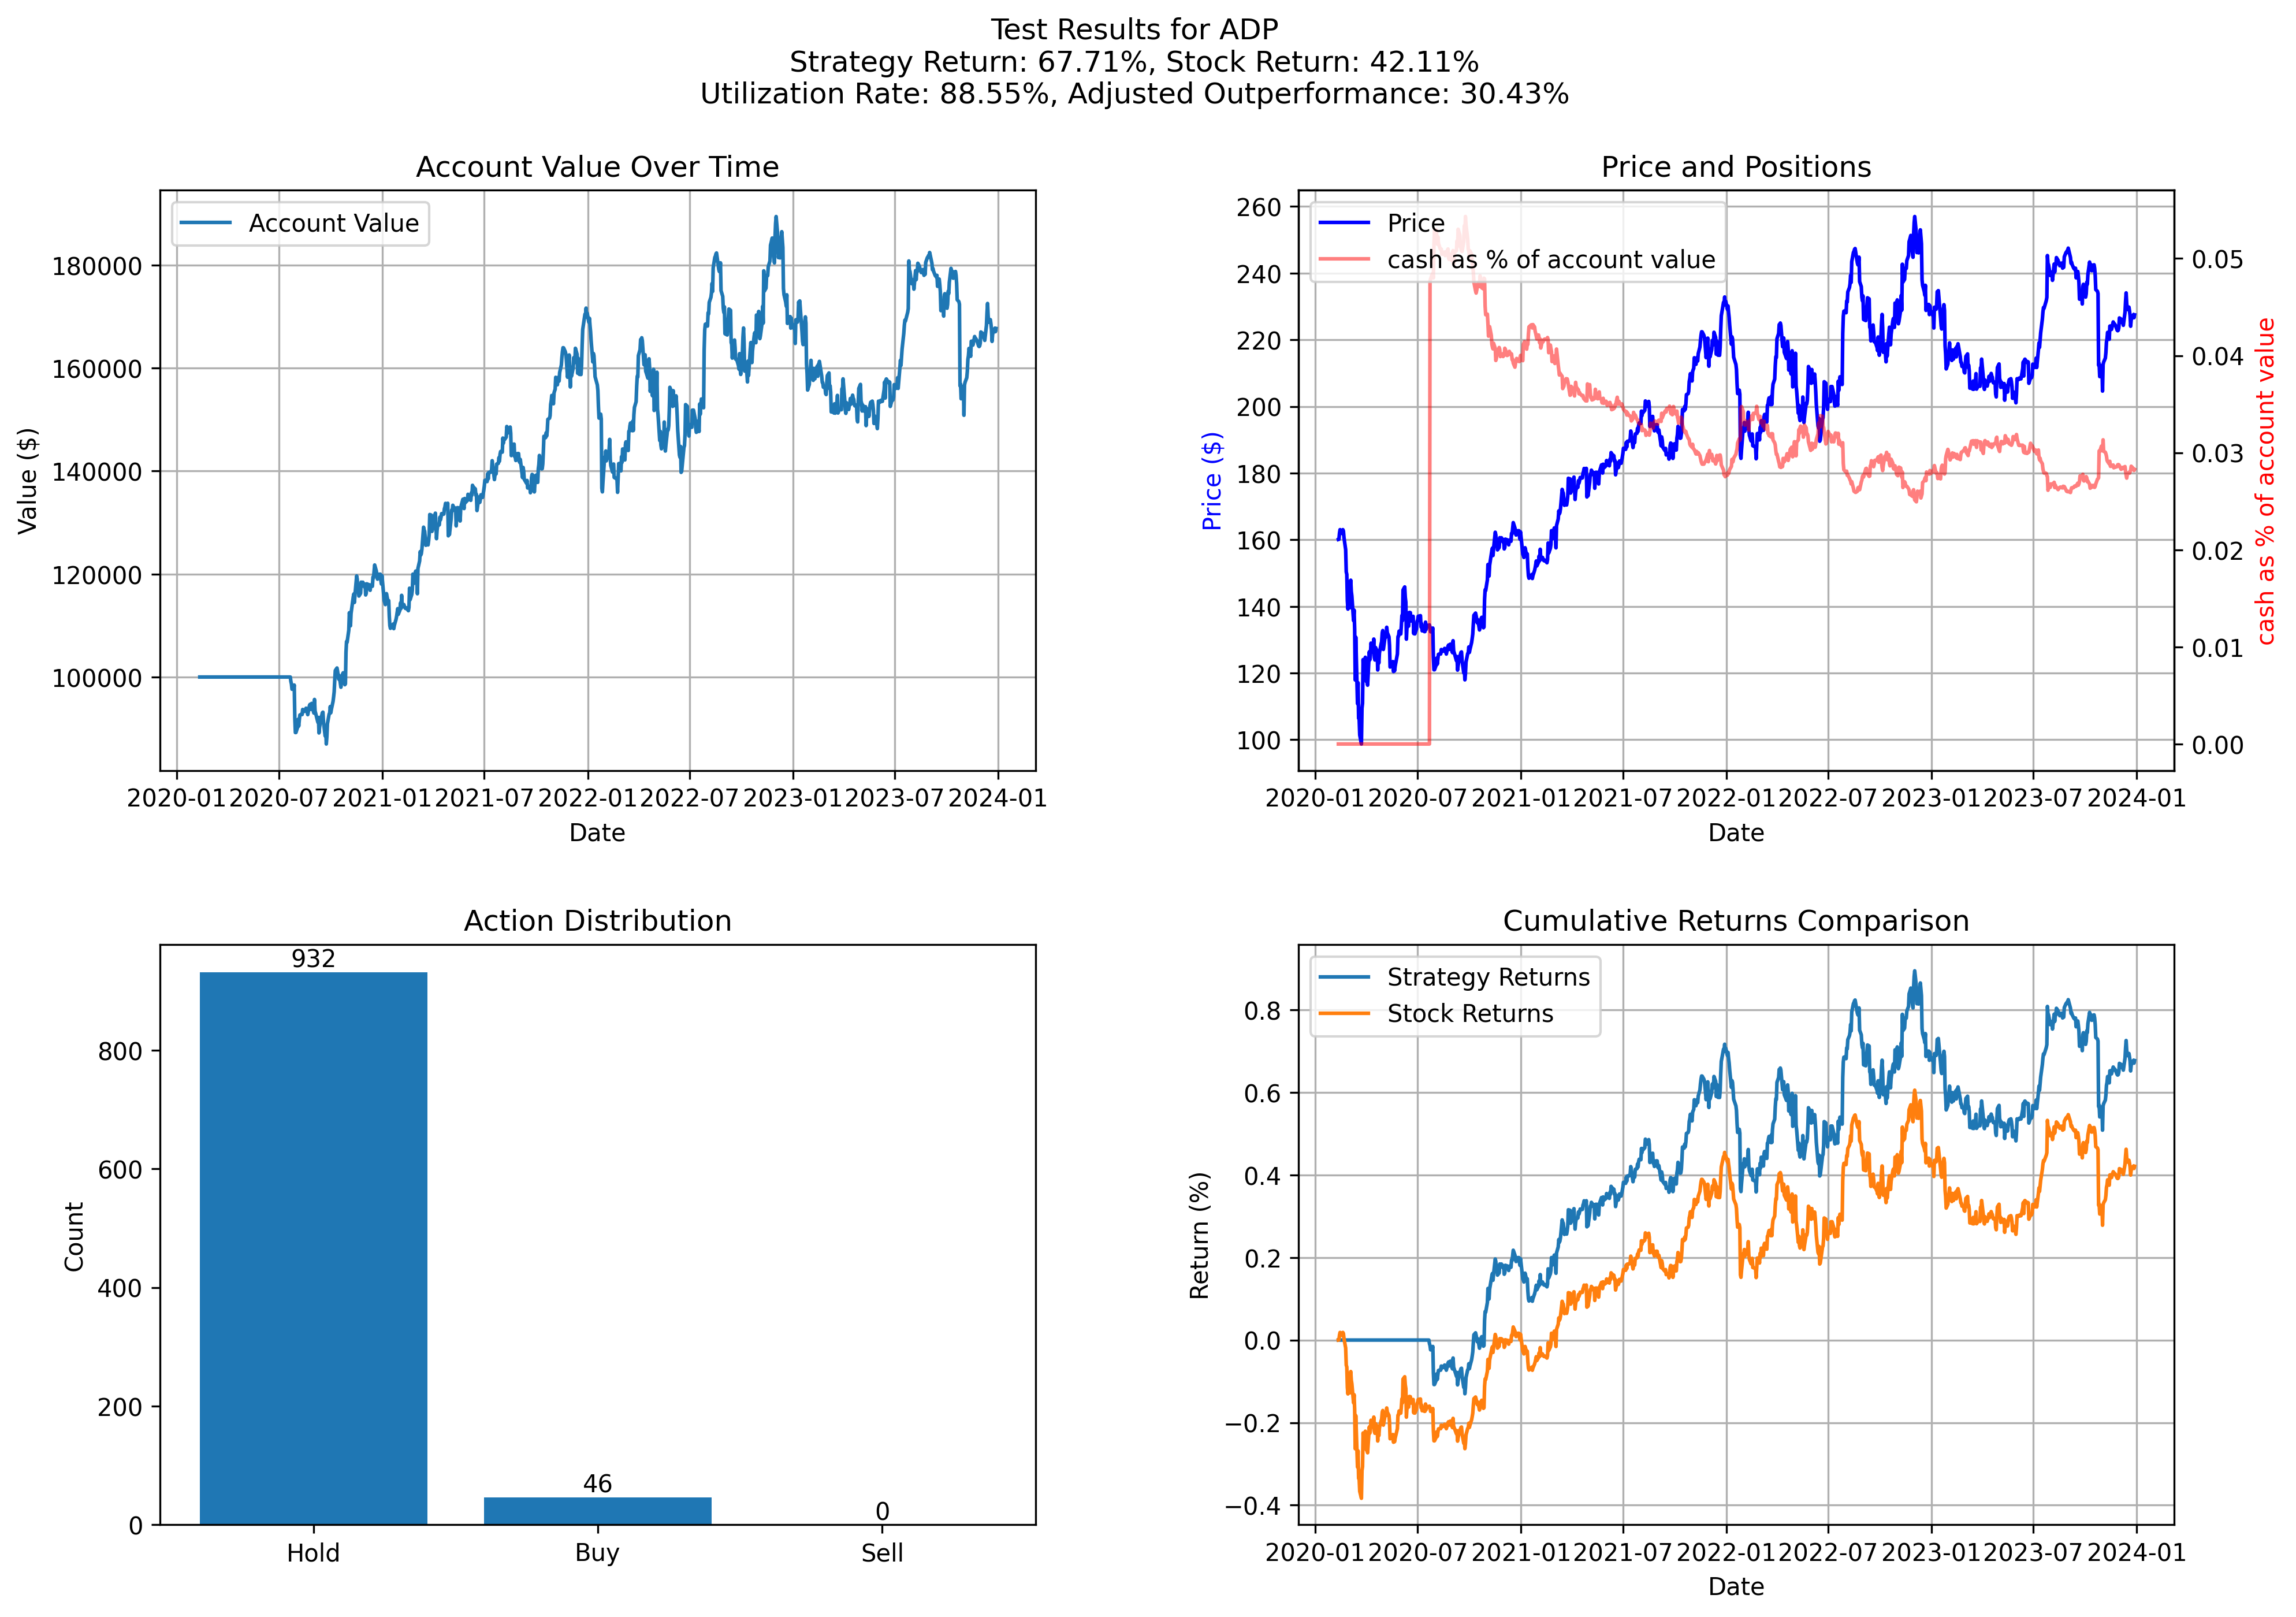 Test Results for ADP
Strategy Return: 67.71%, Stock Return: 42.11%
Utilization Rate: 88.55%, Adjusted Outperformance: 30.43%
Account Value Over Time
Account Value
180000
160000
140000
120000
100000
Value ($)
2020-01 2020-07 2021-01 2021-07 2022-01 2022-07 2023-01 2023-07 2024-01
Date
Price and Positions
Price
cash as % of account value
260
240
220
200
180
160
140
120
100
Price ($)
0.05
0.04
0.03
0.02
0.01
0.00
cash as % of account value
2020-01 2020-07 2021-01 2021-07 2022-01 2022-07 2023-01 2023-07 2024-01
Date
Action Distribution
932
46
0
800
600
400
200
0
Count
Hold Buy Sell
Cumulative Returns Comparison
Strategy Returns
Stock Returns
0.8
0.6
0.4
0.2
0.0
−0.2
−0.4
Return (%)
2020-01 2020-07 2021-01 2021-07 2022-01 2022-07 2023-01 2023-07 2024-01
Date